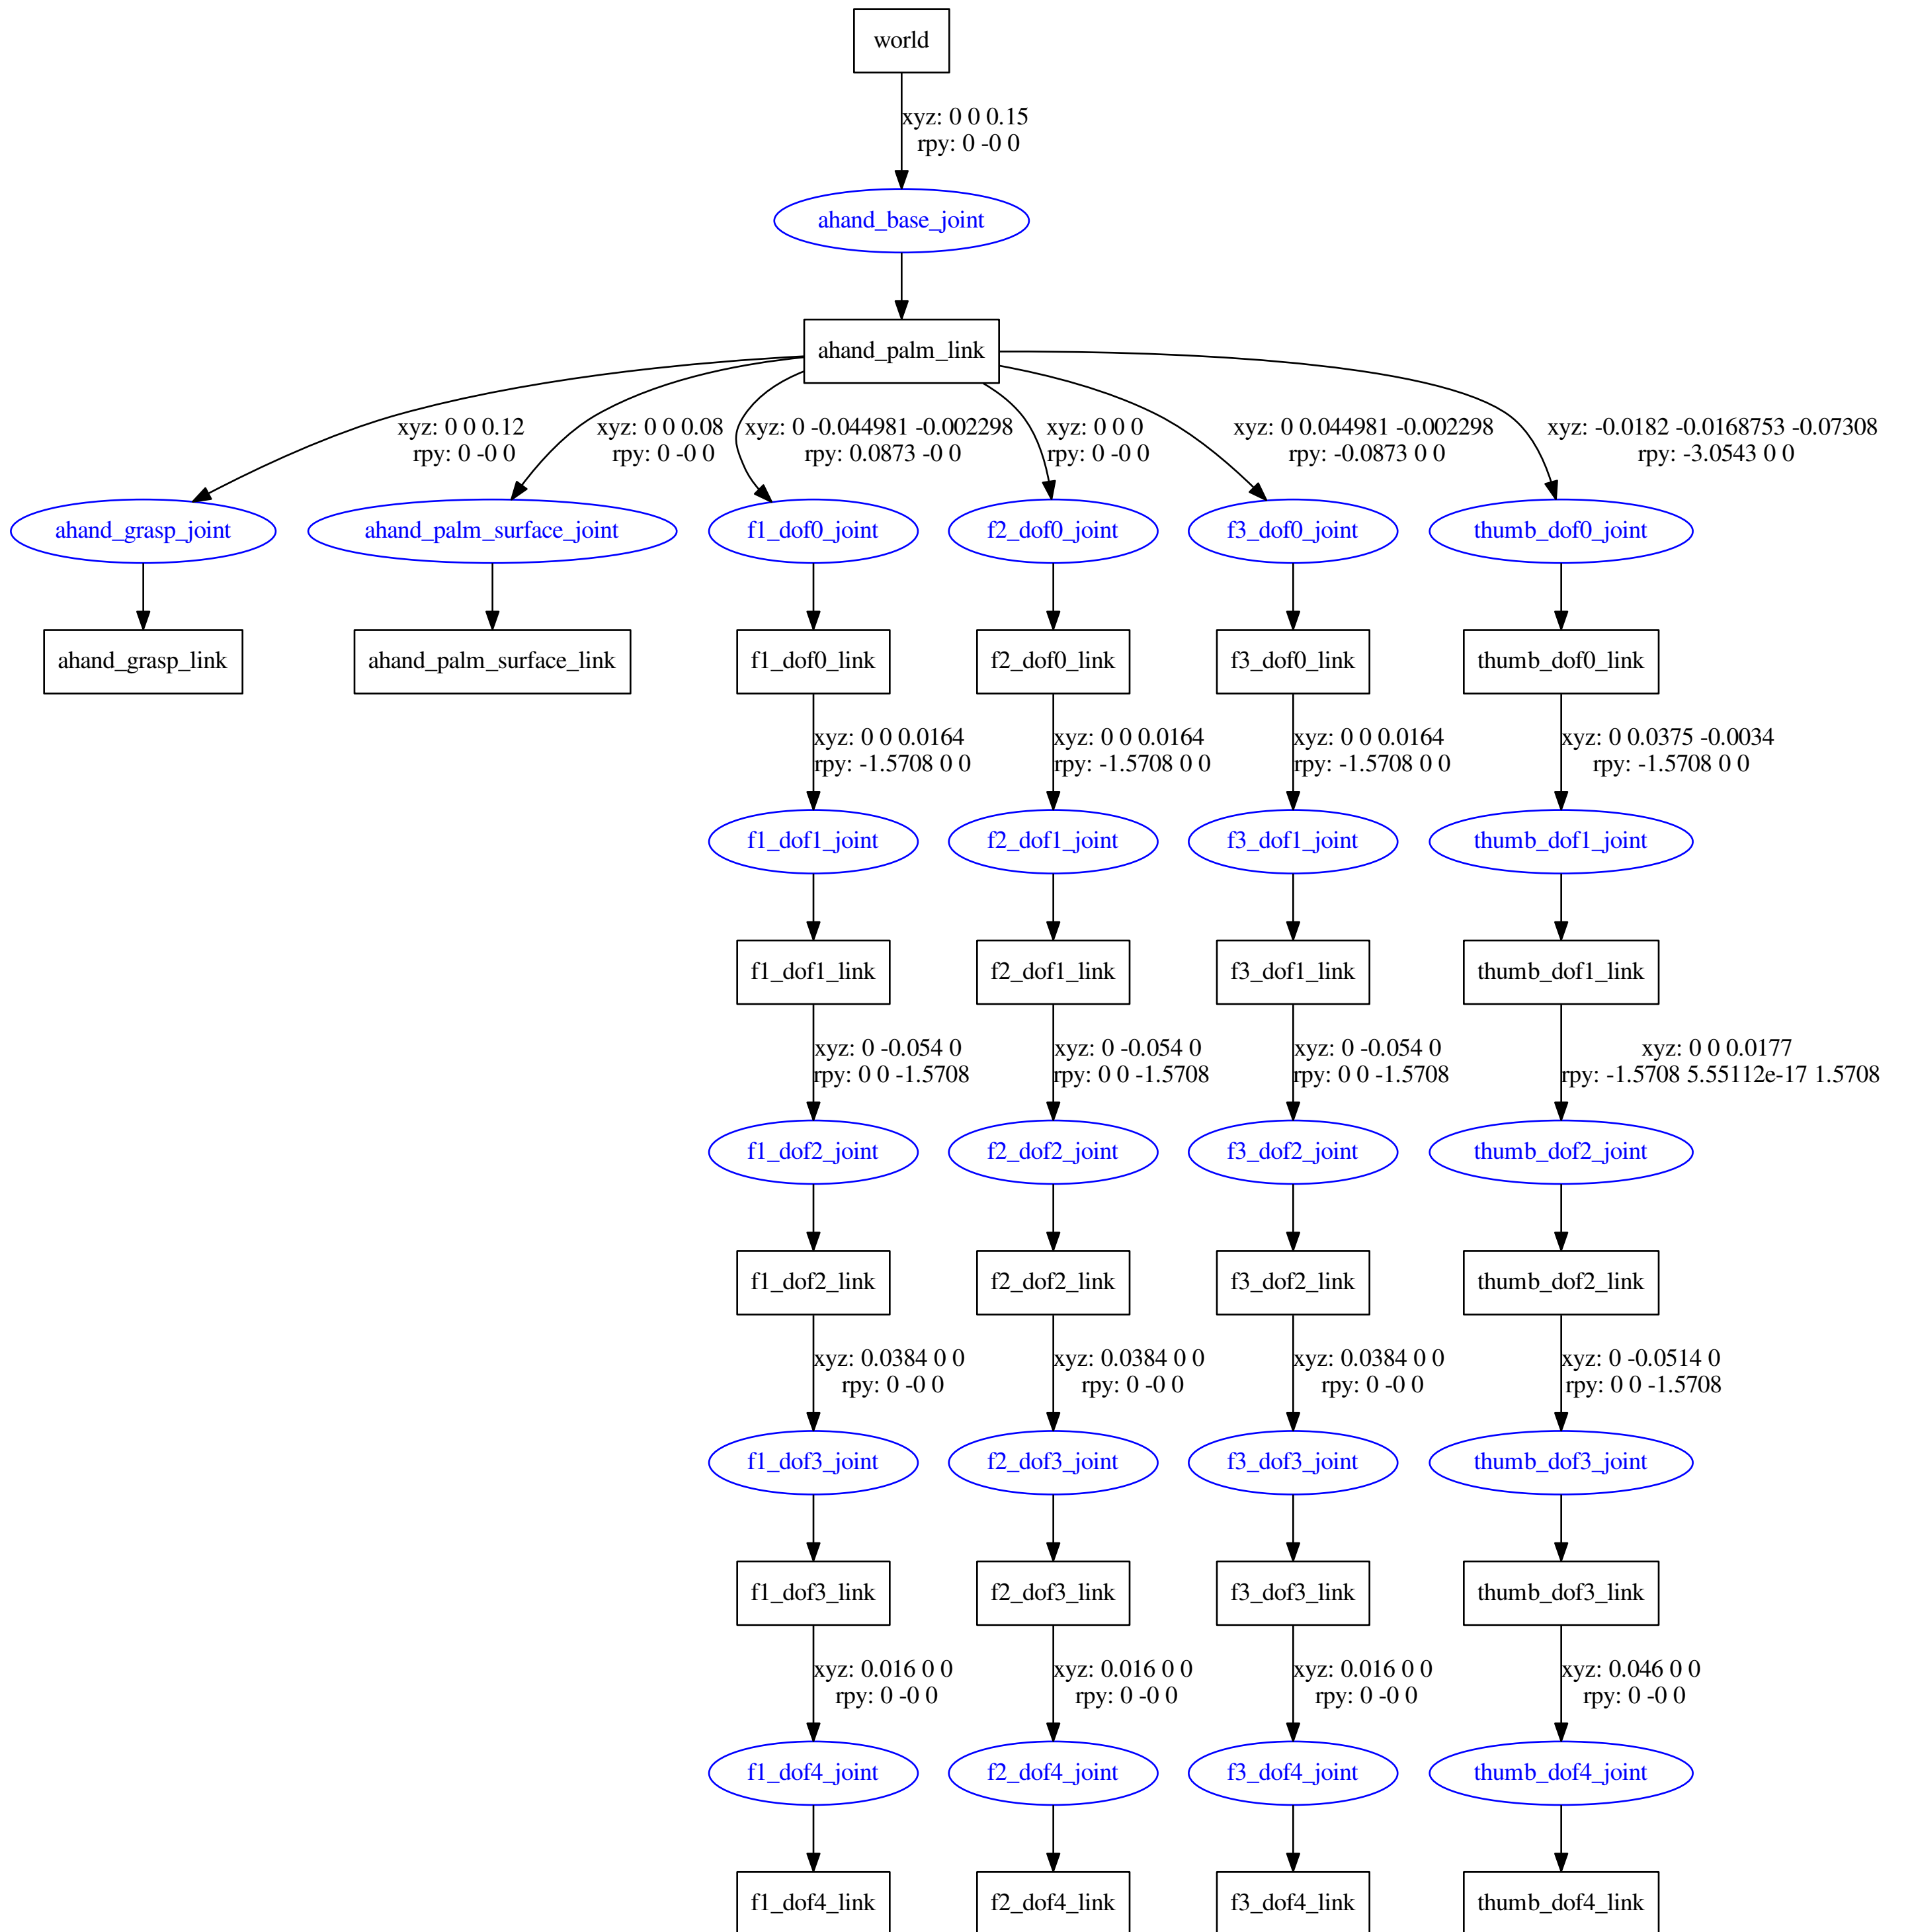 world
xyz: 0 0 0.15
rpy: 0 -0 0
ahand_base_joint
ahand_palm_link
xyz: 0 0 0.12
rpy: 0 -0 0
xyz: 0 0 0.08
rpy: 0 -0 0
xyz: 0 -0.044981 -0.002298
rpy: 0.0873 -0 0
xyz: 0 0 0
rpy: 0 -0 0
xyz: 0 0.044981 -0.002298
rpy: -0.0873 0 0
xyz: -0.0182 -0.0168753 -0.07308
rpy: -3.0543 0 0
ahand_grasp_joint
ahand_palm_surface_joint
f1_dof0_joint
f2_dof0_joint
f3_dof0_joint
thumb_dof0_joint
ahand_grasp_link
ahand_palm_surface_link
f1_dof0_link
f2_dof0_link
f3_dof0_link
thumb_dof0_link
xyz: 0 0 0.0164
rpy: -1.5708 0 0
xyz: 0 0 0.0164
rpy: -1.5708 0 0
xyz: 0 0 0.0164
rpy: -1.5708 0 0
xyz: 0 0.0375 -0.0034
rpy: -1.5708 0 0
f1_dof1_joint
f2_dof1_joint
f3_dof1_joint
thumb_dof1_joint
f1_dof1_link
f2_dof1_link
f3_dof1_link
thumb_dof1_link
xyz: 0 -0.054 0
rpy: 0 0 -1.5708
xyz: 0 -0.054 0
rpy: 0 0 -1.5708
xyz: 0 -0.054 0
rpy: 0 0 -1.5708
xyz: 0 0 0.0177
rpy: -1.5708 5.55112e-17 1.5708
f1_dof2_joint
f2_dof2_joint
f3_dof2_joint
thumb_dof2_joint
f1_dof2_link
f2_dof2_link
f3_dof2_link
thumb_dof2_link
xyz: 0.0384 0 0
rpy: 0 -0 0
xyz: 0.0384 0 0
rpy: 0 -0 0
xyz: 0.0384 0 0
rpy: 0 -0 0
xyz: 0 -0.0514 0
rpy: 0 0 -1.5708
f1_dof3_joint
f2_dof3_joint
f3_dof3_joint
thumb_dof3_joint
f1_dof3_link
f2_dof3_link
f3_dof3_link
thumb_dof3_link
xyz: 0.016 0 0
rpy: 0 -0 0
xyz: 0.016 0 0
rpy: 0 -0 0
xyz: 0.016 0 0
rpy: 0 -0 0
xyz: 0.046 0 0
rpy: 0 -0 0
f1_dof4_joint
f2_dof4_joint
f3_dof4_joint
thumb_dof4_joint
f1_dof4_link
f2_dof4_link
f3_dof4_link
thumb_dof4_link